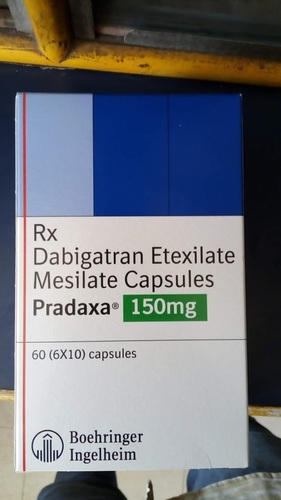 Rx
Dabigatran Etexilate
Mesilate Capsules
Pradaxa® 150mg
60 (6X10) capsules
Boehringer
Ingelheim